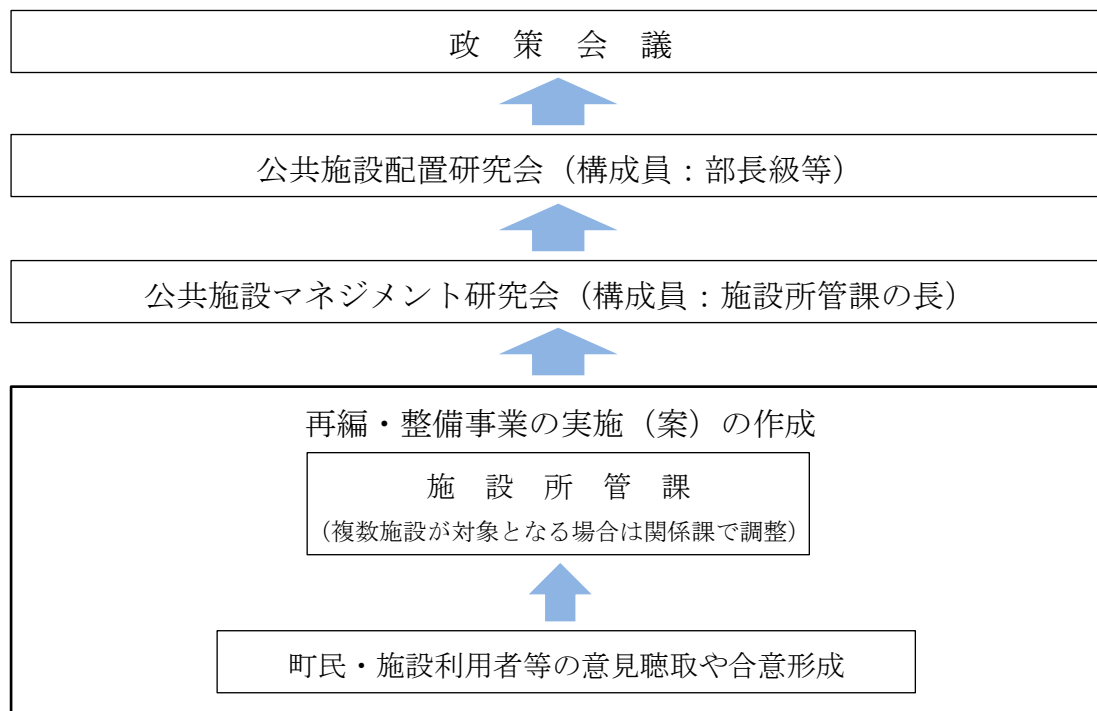 政　策　会　議
公共施設配置研究会（構成員：部長級等）
公共施設マネジメント研究会（構成員：施設所管課の長）
再編・整備事業の実施（案）の作成
施　設　所　管　課
（複数施設が対象となる場合は関係課で調整）
町民・施設利用者等の意見聴取や合意形成